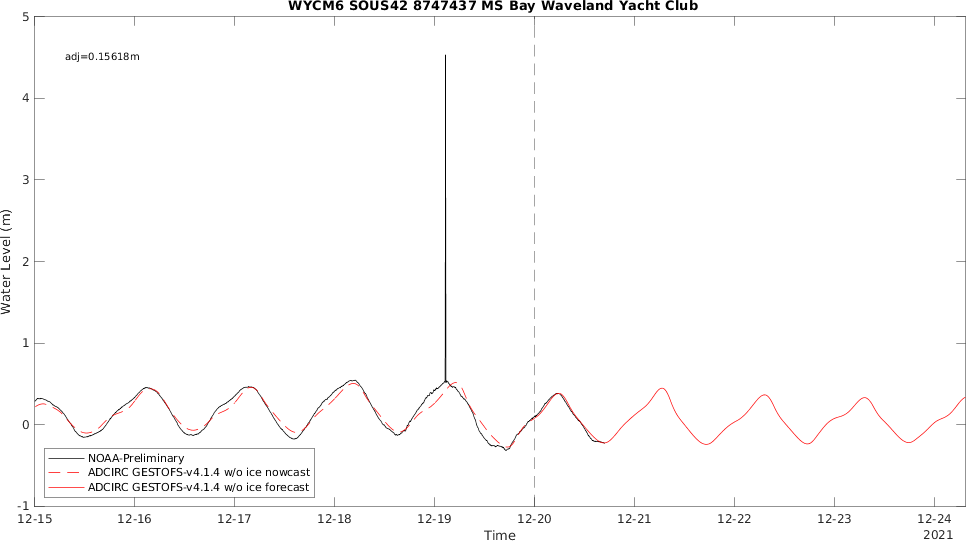 WYCM6 SOUS42 8747437 MS Bay Waveland Yacht Club
adj=0.15618m
5
4
3
2
1
0
-1
Water Level (m)
NOAA-Preliminary
ADCIRC GESTOFS-v4.1.4 w/o ice nowcast
ADCIRC GESTOFS-v4.1.4 w/o ice forecast
12-15 12-16 12-17 12-18 12-19 12-20 12-21 12-22 12-23 12-24
Time
2021